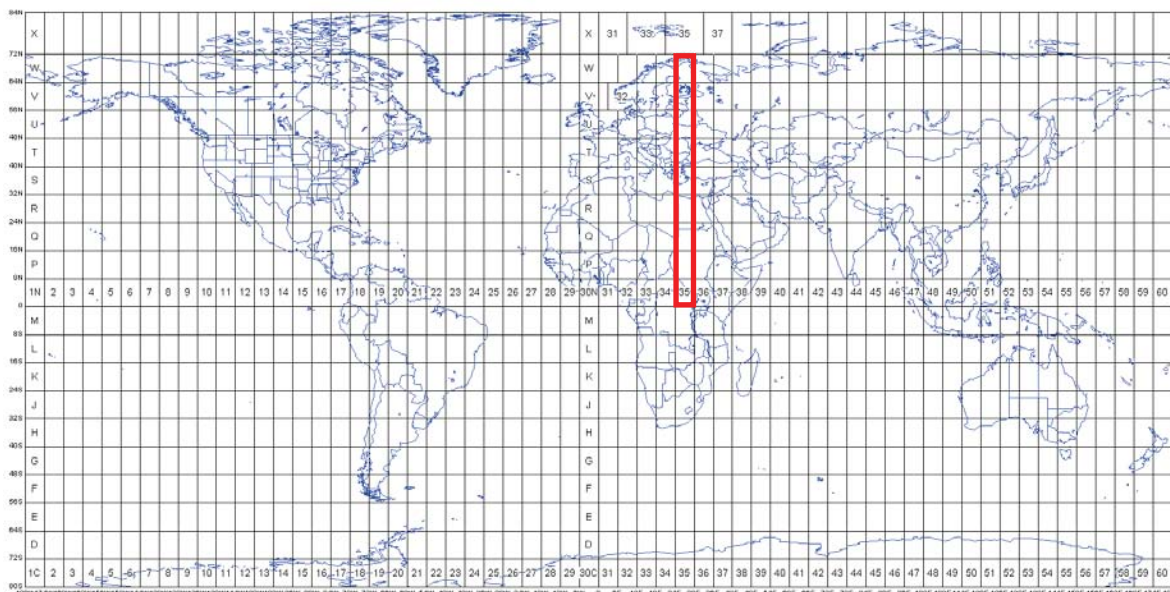 84N
X X 31 33 35 37
72N
W W
64N
V V 32
56N
U U
48N
T T
40N
S S
32N
R R
24N
Q Q
16N
P P
8N
1N 2 3 4 5 6 7 8 9 10 11 12 13 14 15 16 17 18 19 20 21 22 23 24 25 26 27 28 29 30N 31 32 33 34 35 36 37 38 39 40 41 42 43 44 45 46 47 48 49 50 51 52 53 54 55 56 57 58 59 60
0
M M
8S
L L
16S
K K
24S
J J
32S
H H
40S
G G
48S
F F
56S
E E
64S
D D
72S
1C 2 3 4 5 6 7 8 9 10 11 12 13 14 15 16 17 18 19 20 21 22 23 24 25 26 27 28 29 30C 31 32 33 34 35 36 37 38 39 40 41 42 43 44 45 46 47 48 49 50 51 52 53 54 55 56 57 58 59 60
80S